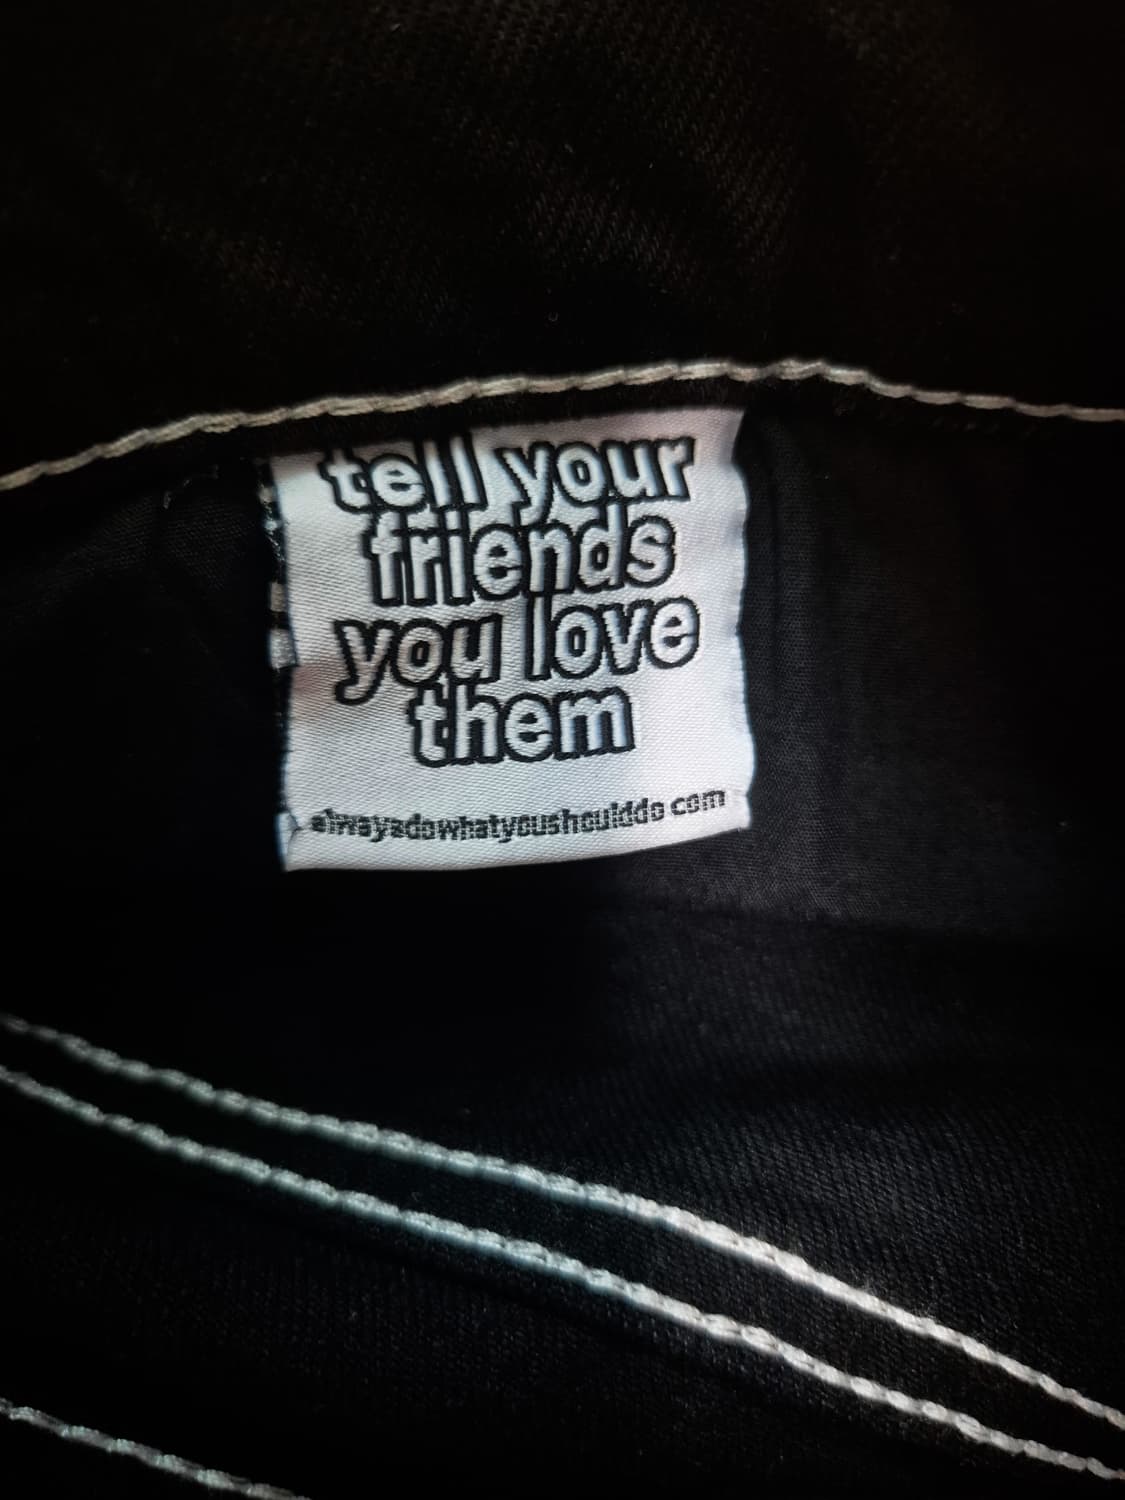 tell your
friends
you love
them
alwaysdowhatyoushoulddo.com